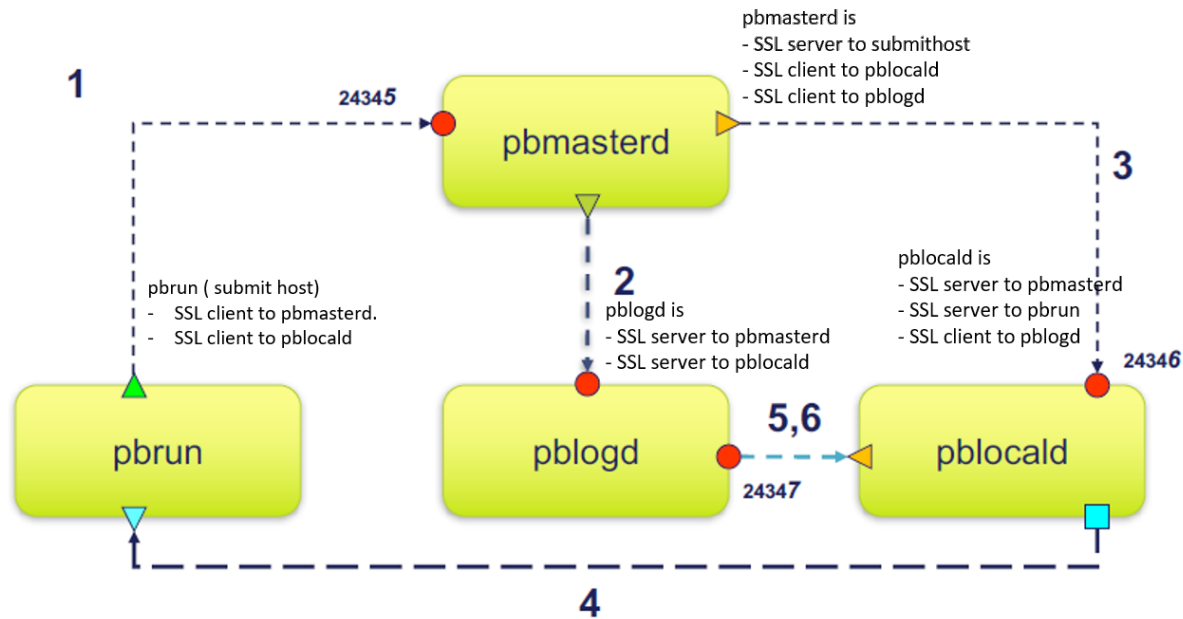 pbmasterd is
- SSL server to submithost
- SSL client to pblocald
- SSL client to pblogd
1
24345
pbmasterd
3
2
pbrun ( submit host)
- SSL client to pbmasterd.
- SSL client to pblocald
pblogd is
- SSL server to pbmasterd
- SSL server to pblocald
pblocald is
- SSL server to pbmasterd
- SSL server to pbrun
- SSL client to pblogd
24346
pbrun
pblogd
5,6
24347
pblocald
4